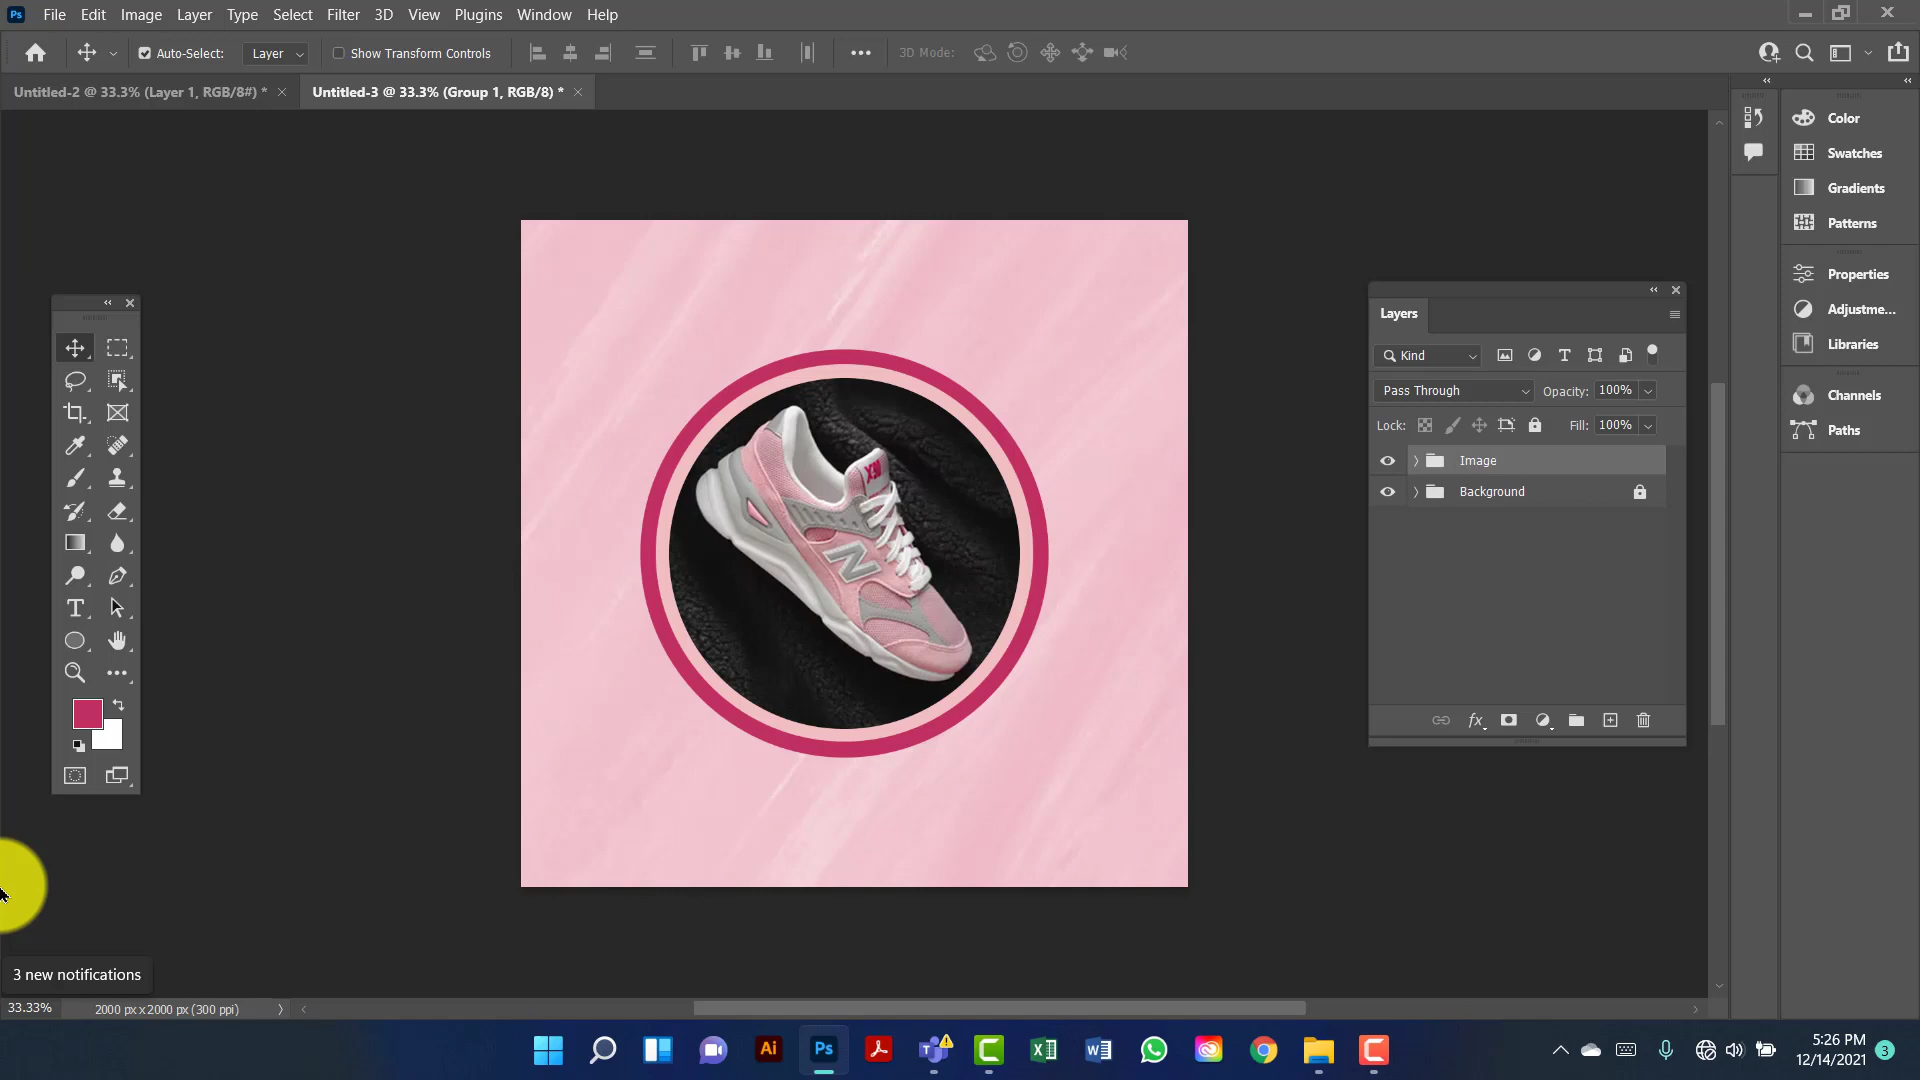 Ps File Edit Image Layer Type Select Filter 3D View Plugins Window Help
Auto-Select: Layer Show Transform Controls 3D Mode:
Untitled-2 @ 33.3% (Layer 1, RGB/8#) * Untitled-3 @ 33.3% (Group 1, RGB/8) *
Color
Swatches
Gradients
Patterns
Properties
Adjustme...
Libraries
Channels
Paths
Layers
Kind
Pass Through Opacity: 100%
Lock: Fill: 100%
Image
Background
fx
N
3 new notifications
33.33% 2000 px x 2000 px (300 ppi)
Ai Ps
5:26 PM
12/14/2021 3